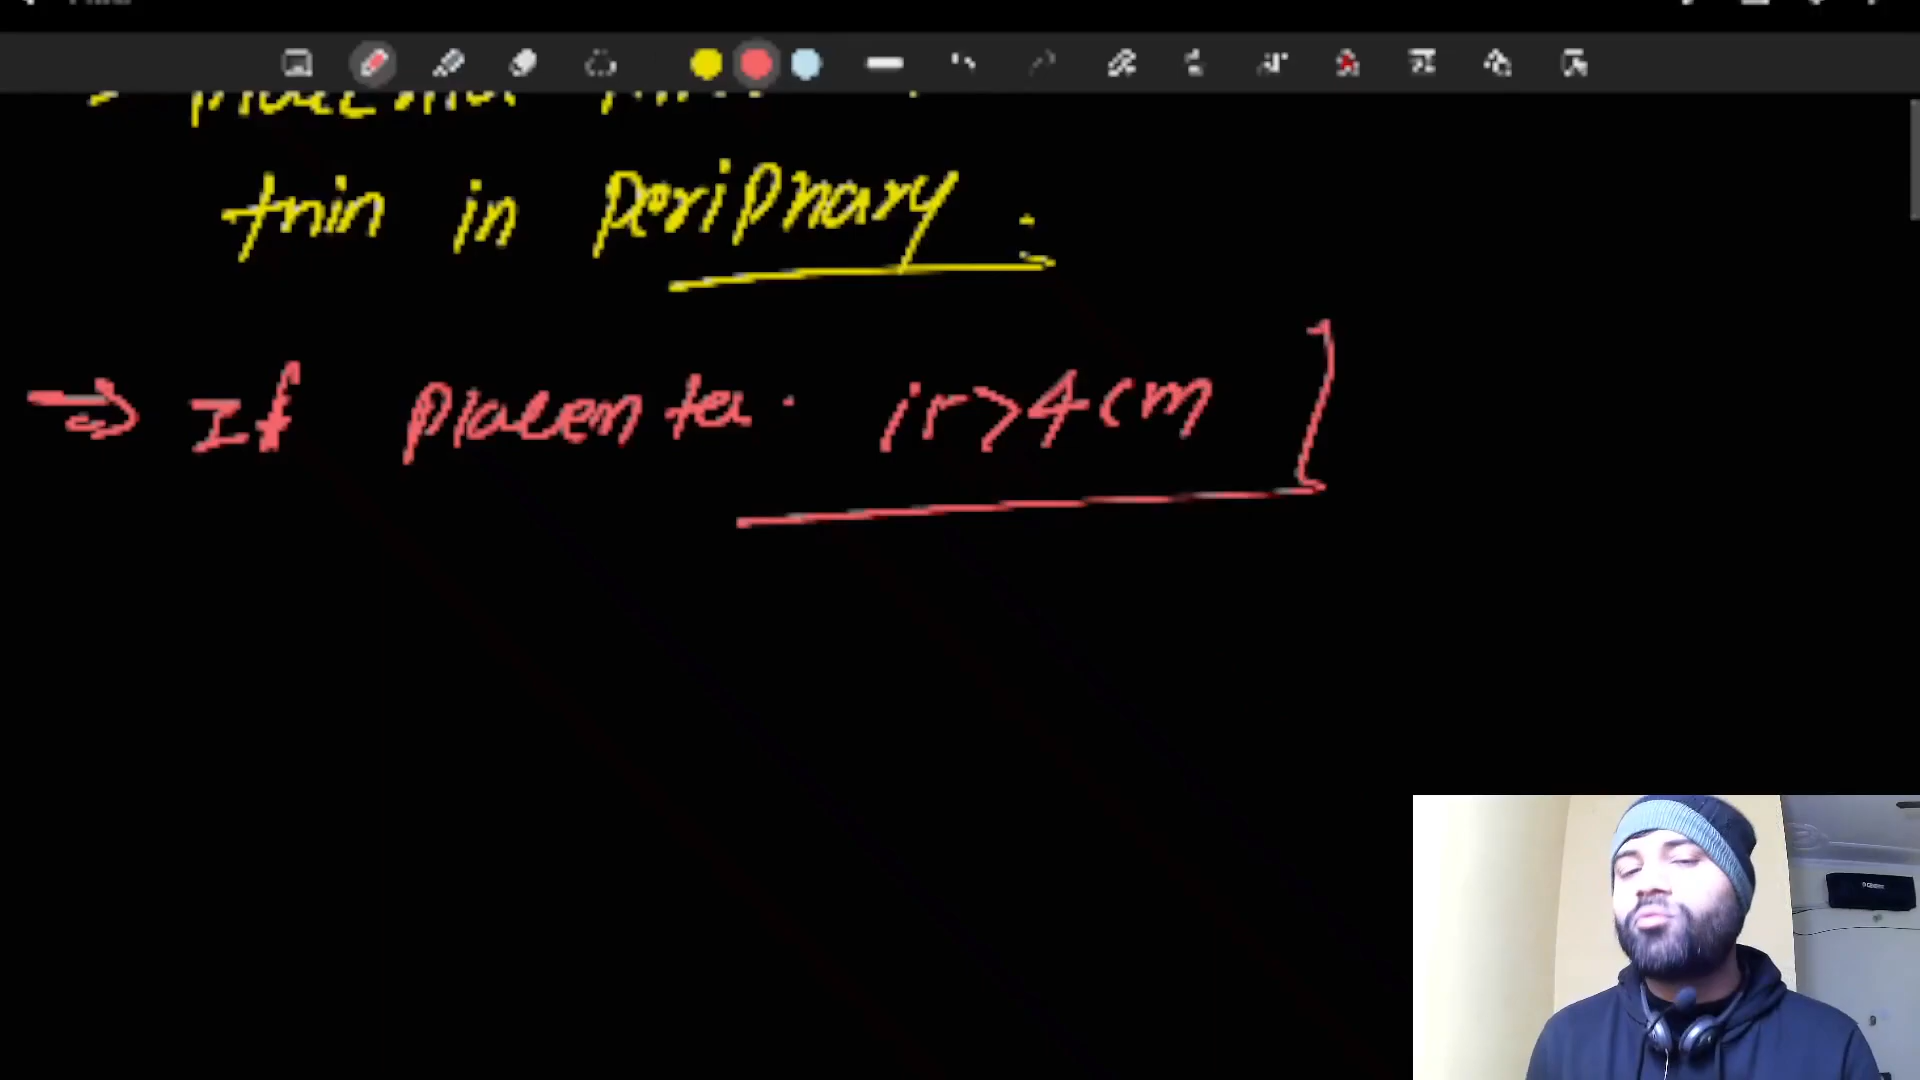 thin in periphary .
⇒ If placenta is >4cm ]